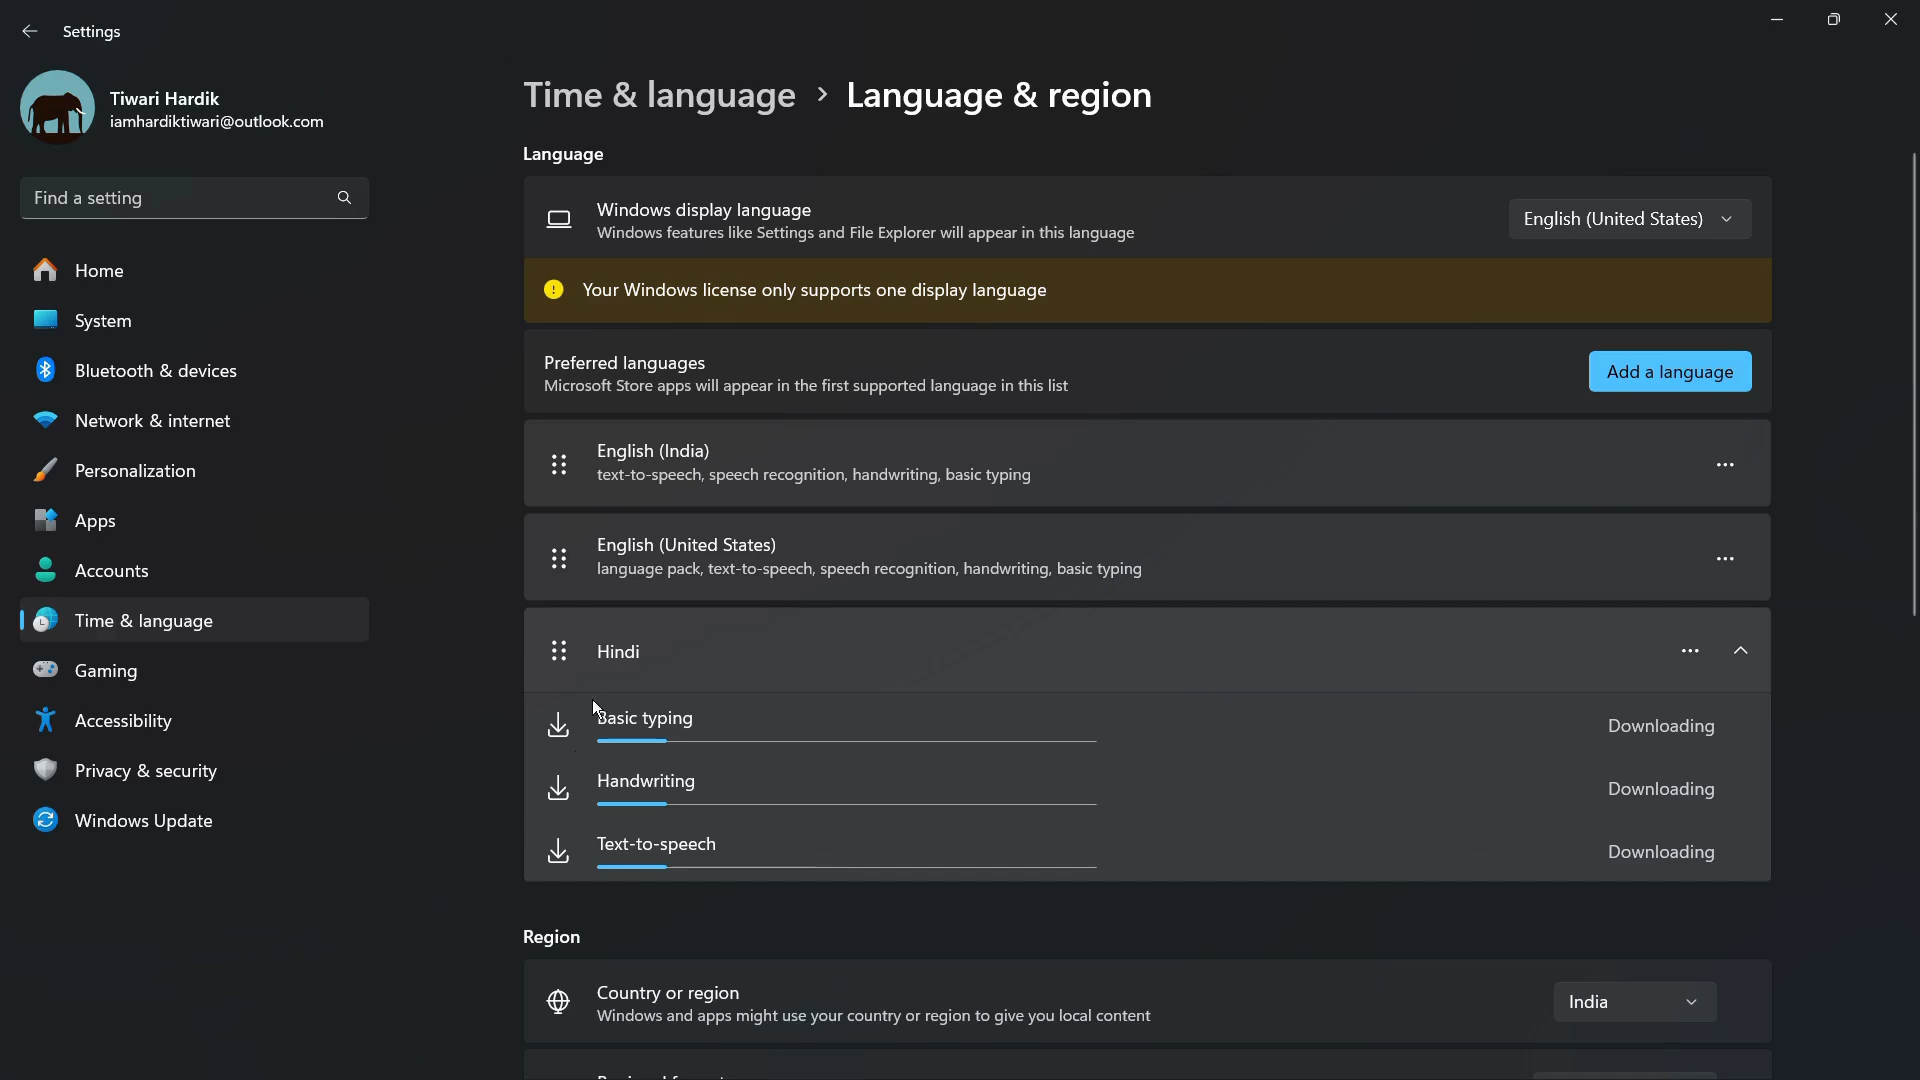 Settings
Tiwari Hardik
iamhardiktiwari@outlook.com
Find a setting
Home
System
Bluetooth & devices
Network & internet
Personalization
Apps
Accounts
Time & language
Gaming
Accessibility
Privacy & security
Windows Update
Time & language > Language & region
Language
Windows display language
Windows features like Settings and File Explorer will appear in this language
English (United States)
Your Windows license only supports one display language
Preferred languages
Microsoft Store apps will appear in the first supported language in this list
Add a language
English (India)
text-to-speech, speech recognition, handwriting, basic typing
English (United States)
language pack, text-to-speech, speech recognition, handwriting, basic typing
Hindi
Basic typing
Downloading
Handwriting
Downloading
Text-to-speech
Downloading
Region
Country or region
Windows and apps might use your country or region to give you local content
India